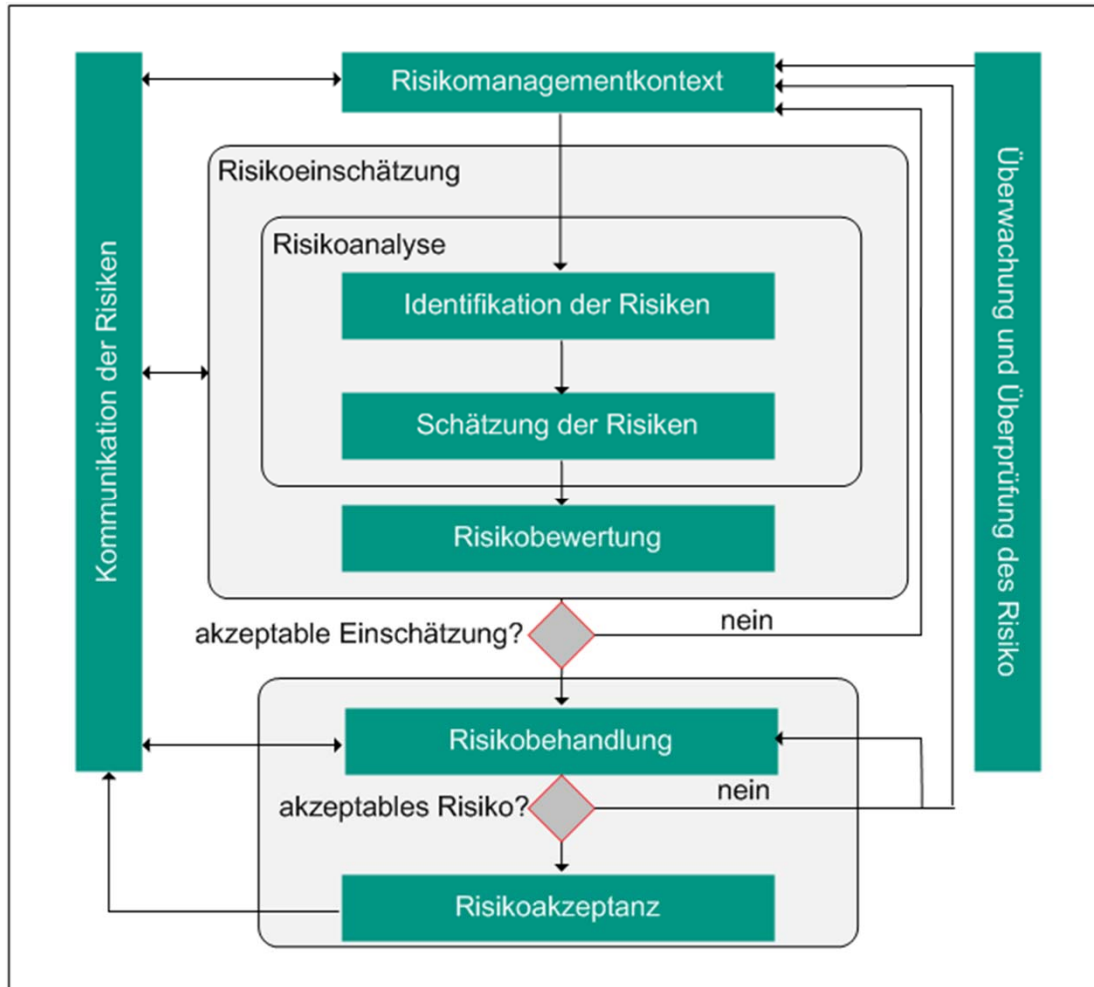 Risikomanagementkontext
Kommunikation der Risiken
Überwachung und Überprüfung des Risiko
Risikoeinschätzung
Risikoanalyse
Identifikation der Risiken
Schätzung der Risiken
Risikobewertung
akzeptable Einschätzung?
nein
Risikobehandlung
akzeptables Risiko?
nein
Risikoakzeptanz